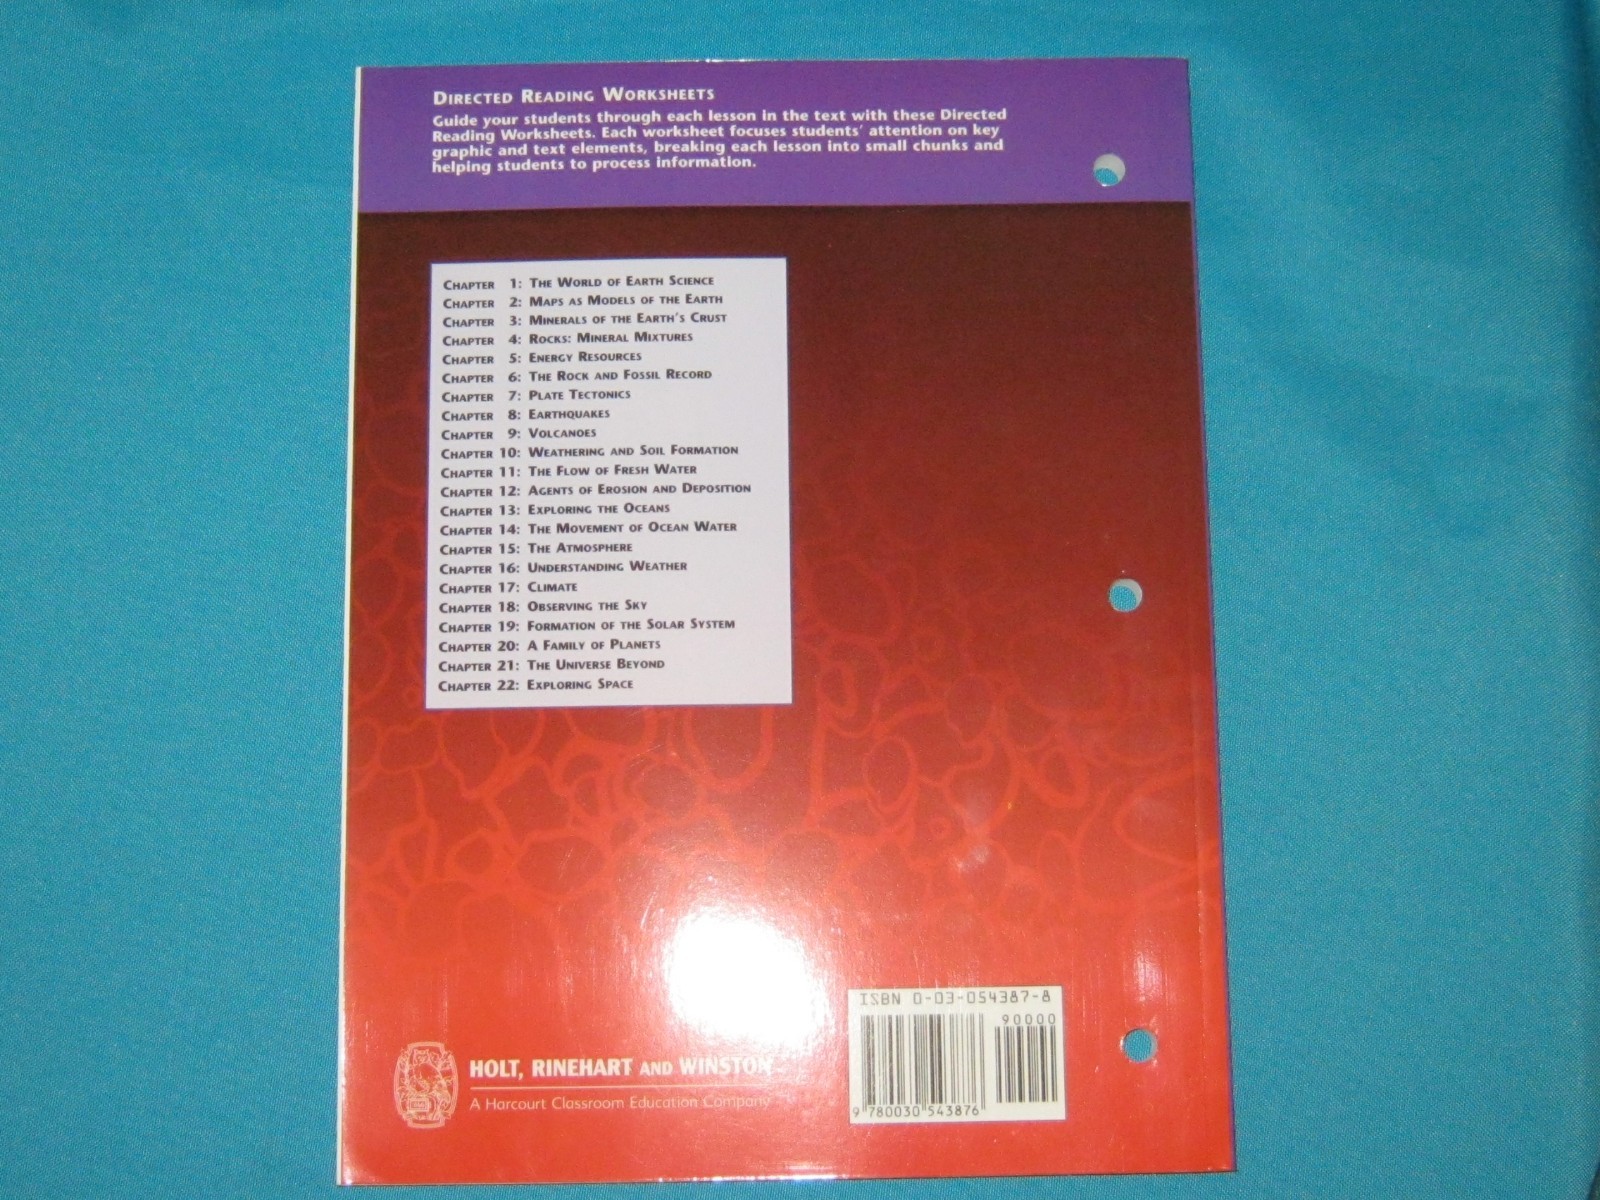 Directed Reading Worksheets
Guide your students through each lesson in the text with these Directed
Reading Worksheets. Each worksheet focuses students' attention on key
graphic and text elements, breaking each lesson into small chunks and
helping students to process information.
Chapter 1: The World of Earth Science
Chapter 2: Maps as Models of the Earth
Chapter 3: Minerals of the Earth's Crust
Chapter 4: Rocks: Mineral Mixtures
Chapter 5: Energy Resources
Chapter 6: The Rock and Fossil Record
Chapter 7: Plate Tectonics
Chapter 8: Earthquakes
Chapter 9: Volcanoes
Chapter 10: Weathering and Soil Formation
Chapter 11: The Flow of Fresh Water
Chapter 12: Agents of Erosion and Deposition
Chapter 13: Exploring the Oceans
Chapter 14: The Movement of Ocean Water
Chapter 15: The Atmosphere
Chapter 16: Understanding Weather
Chapter 17: Climate
Chapter 18: Observing the Sky
Chapter 19: Formation of the Solar System
Chapter 20: A Family of Planets
Chapter 21: The Universe Beyond
Chapter 22: Exploring Space
HOLT, RINEHART AND WINSTON
A Harcourt Classroom Education Company
ISBN 0-03-054387-8
90000
9 780030 543876